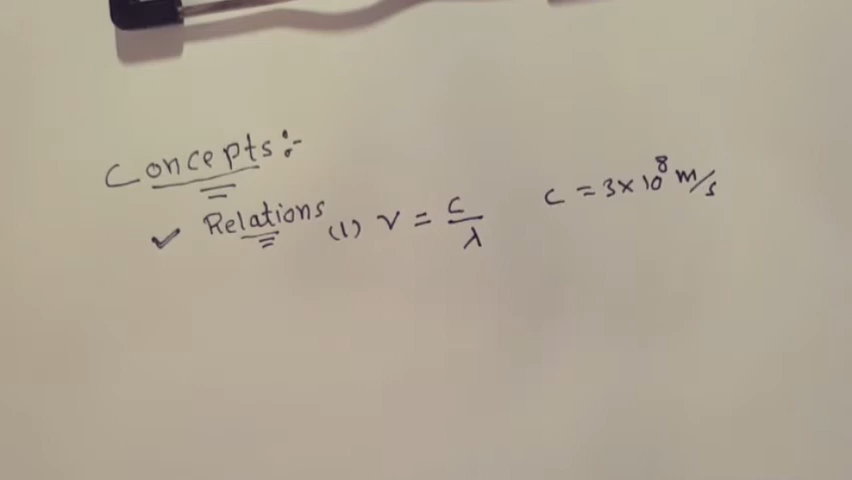 Concepts:-
✓ Relations (1) ν = c/λ c = 3×10⁸ m/s